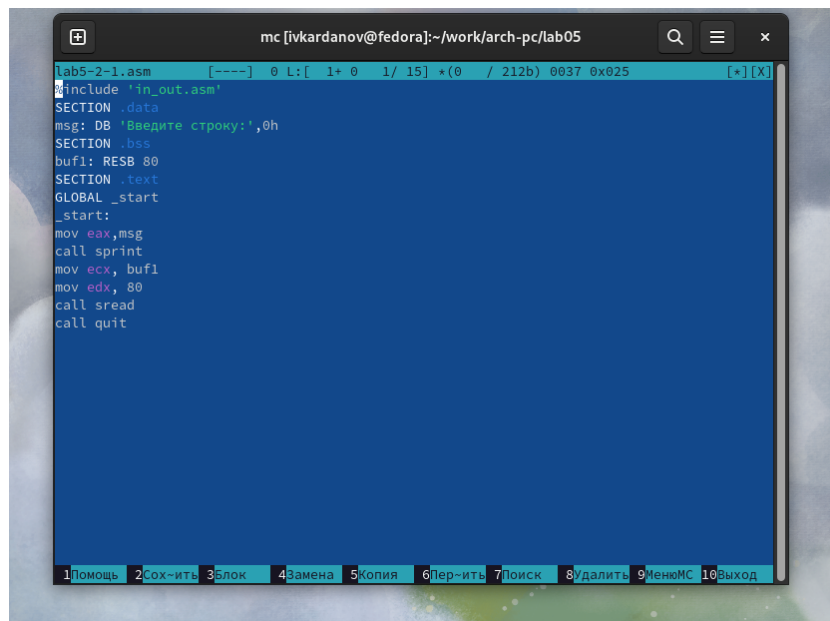 mc [ivkardanov@fedora]:~/work/arch-pc/lab05
lab5-2-1.asm [----] 0 L:[ 1+ 0 1/ 15] *(0 / 212b) 0037 0x025 [*][X]
%include 'in_out.asm'
SECTION .data
msg: DB 'Введите строку:',0h
SECTION .bss
buf1: RESB 80
SECTION .text
GLOBAL _start
_start:
mov eax,msg
call sprint
mov ecx, buf1
mov edx, 80
call sread
call quit
1Помощь 2Сох~ить 3Блок 4Замена 5Копия 6Пер~ить 7Поиск 8Удалить 9МенюMC 10Выход